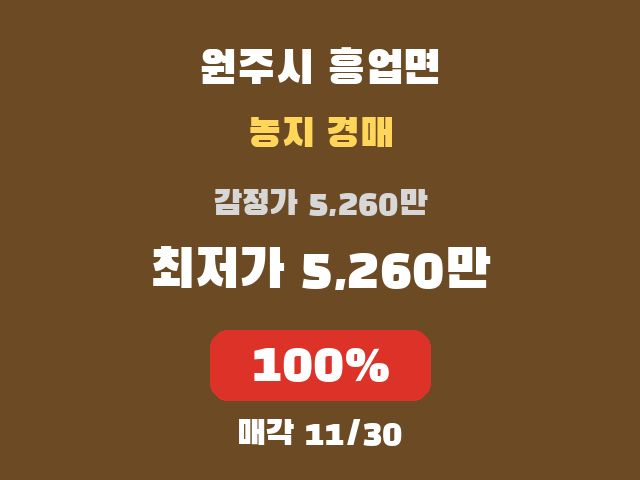 원주시 흥업면
농지 경매
감정가 5,260만
최저가 5,260만
100%
매각 11/30